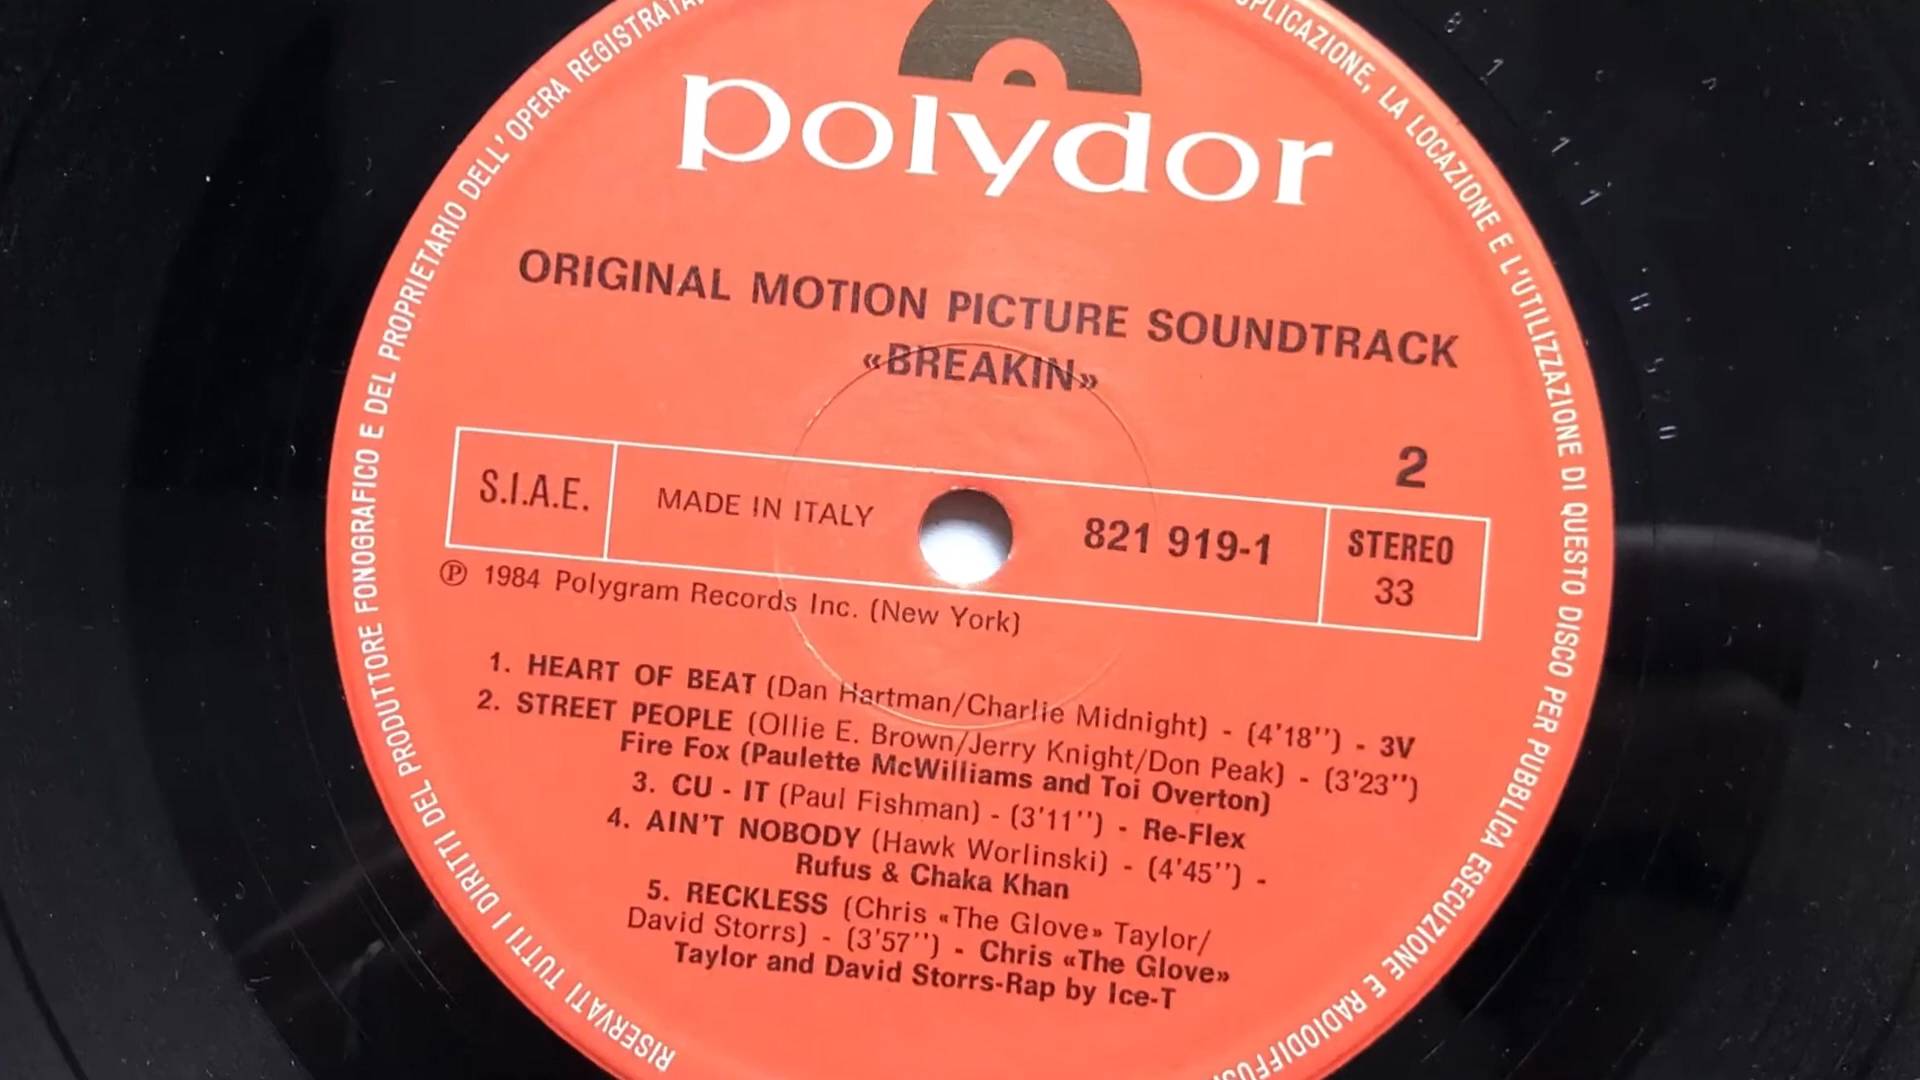 polydor
ORIGINAL MOTION PICTURE SOUNDTRACK
«BREAKIN»
2
S.I.A.E.
MADE IN ITALY
821 919-1
STEREO
33
Ⓟ 1984 Polygram Records Inc. (New York)
1. HEART OF BEAT (Dan Hartman/Charlie Midnight) - (4'18'') - 3V
2. STREET PEOPLE (Ollie E. Brown/Jerry Knight/Don Peak) - (3'23'')
Fire Fox (Paulette McWilliams and Toi Overton)
3. CU - IT (Paul Fishman) - (3'11'') - Re-Flex
4. AIN'T NOBODY (Hawk Worlinski) - (4'45'') -
Rufus & Chaka Khan
5. RECKLESS (Chris «The Glove» Taylor/
David Storrs) - (3'57'') - Chris «The Glove»
Taylor and David Storrs-Rap by Ice-T
RISERVATI TUTTI I DIRITTI DEL PRODUTTORE FONOGRAFICO E DEL PROPRIETARIO DELL'OPERA REGISTRATA.
LA LOCAZIONE E L'UTILIZZAZIONE DI QUESTO DISCO PER PUBBLICA ESECUZIONE E